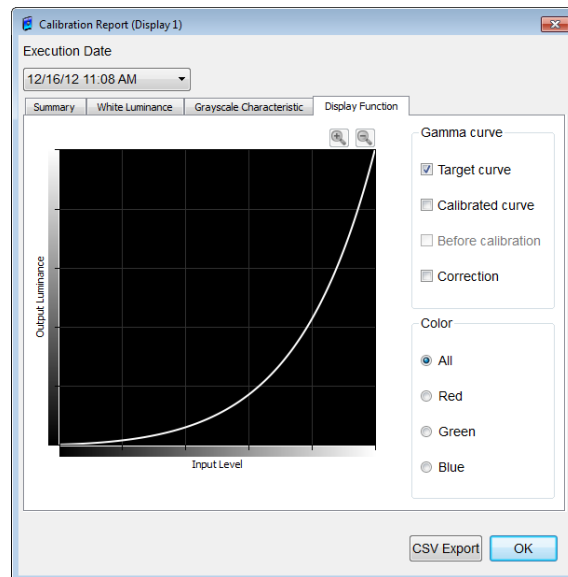 Calibration Report (Display 1)
Execution Date
12/16/12 11:08 AM
Summary
White Luminance
Grayscale Characteristic
Display Function
Output Luminance
Input Level
Gamma curve
Target curve
Calibrated curve
Before calibration
Correction
Color
All
Red
Green
Blue
CSV Export
OK